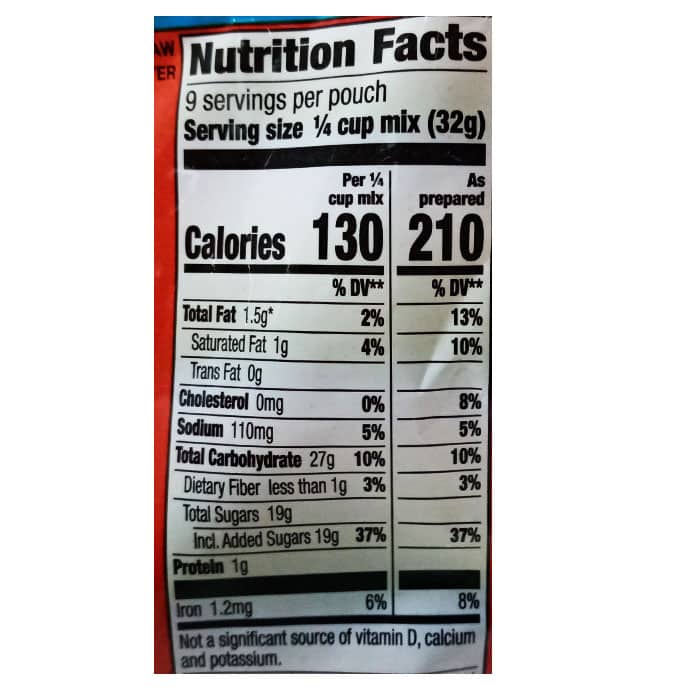 AW
ER
Nutrition Facts
9 servings per pouch
Serving size ¼ cup mix (32g)
Per ¼ cup mix
As prepared
Calories 130 210
% DV** % DV**
Total Fat 1.5g* 2% 13%
Saturated Fat 1g 4% 10%
Trans Fat 0g
Cholesterol 0mg 0% 8%
Sodium 110mg 5% 5%
Total Carbohydrate 27g 10% 10%
Dietary Fiber less than 1g 3% 3%
Total Sugars 19g
Incl. Added Sugars 19g 37% 37%
Protein 1g
Iron 1.2mg 6% 8%
Not a significant source of vitamin D, calcium
and potassium.